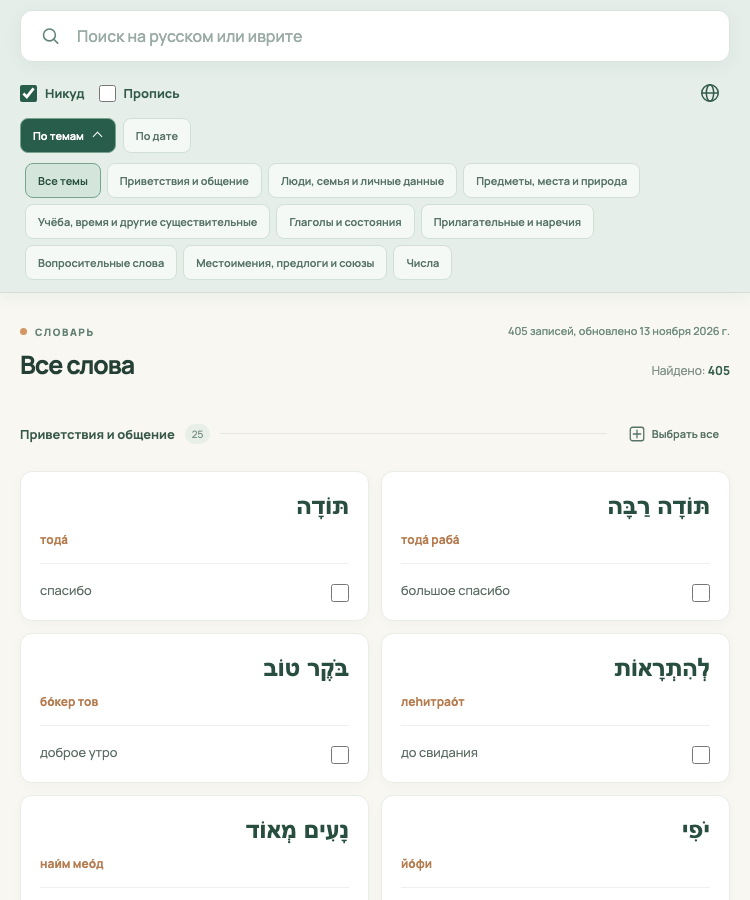 Поиск на русском или иврите
Никуд Пропись
По темам По дате
Все темы Приветствия и общение Люди, семья и личные данные Предметы, места и природа
Учёба, время и другие существительные Глаголы и состояния Прилагательные и наречия
Вопросительные слова Местоимения, предлоги и союзы Числа
СЛОВАРЬ 405 записей, обновлено 13 ноября 2026 г.
Все слова Найдено: 405
Приветствия и общение 25 Выбрать все
תּוֹדָה
тода́
спасибо
תּוֹדָה רַבָּה
тода́ раба́
большое спасибо
בֹּקֶר טוֹב
бо́кер тов
доброе утро
לְהִתְרָאוֹת
леhитрао́т
до свидания
נָעִים מְאוֹד
наи́м мео́д
יֹפִי
йо́фи